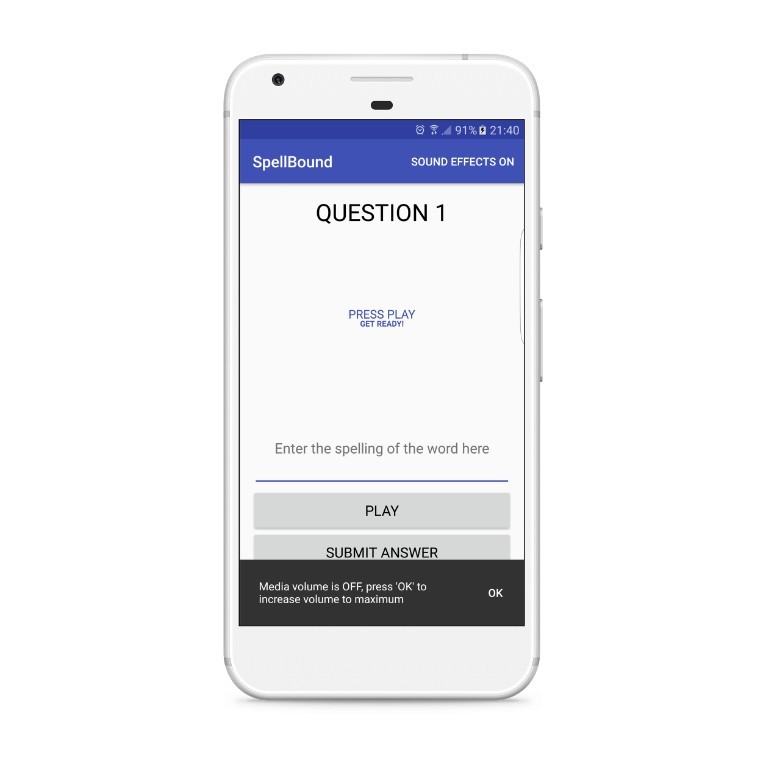 91% 21:40
SpellBound SOUND EFFECTS ON
QUESTION 1
PRESS PLAY
GET READY!
Enter the spelling of the word here
PLAY
SUBMIT ANSWER
Media volume is OFF, press 'OK' to
increase volume to maximum
OK